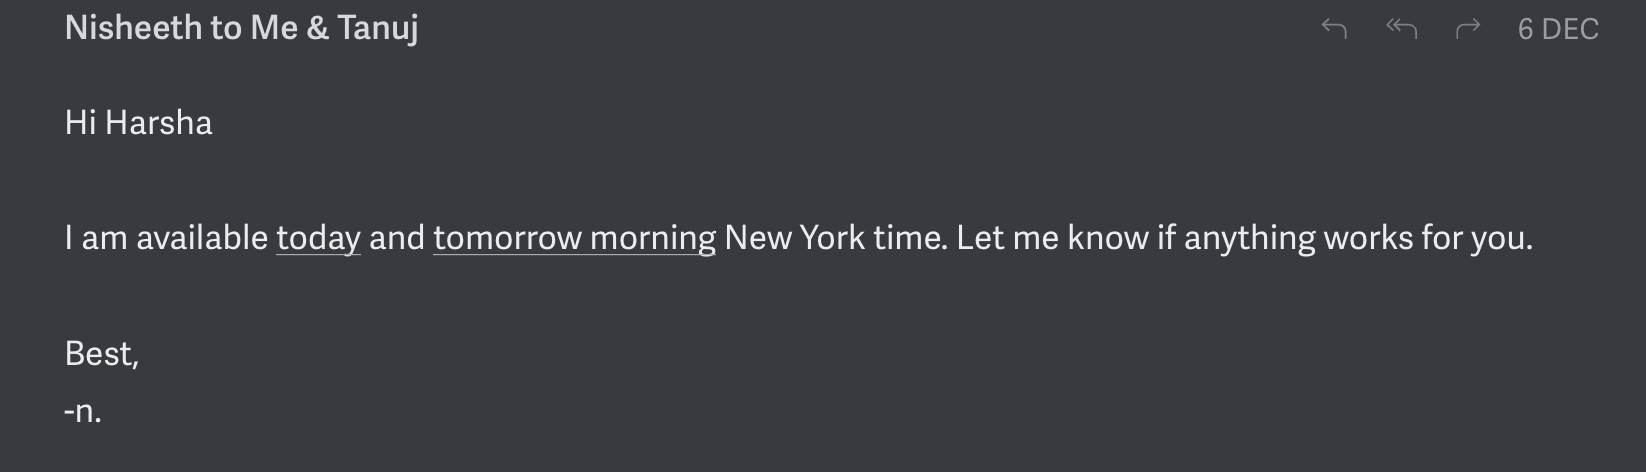 Nisheeth to Me & Tanuj 6 DEC
Hi Harsha
I am available today and tomorrow morning New York time. Let me know if anything works for you.
Best,
-n.